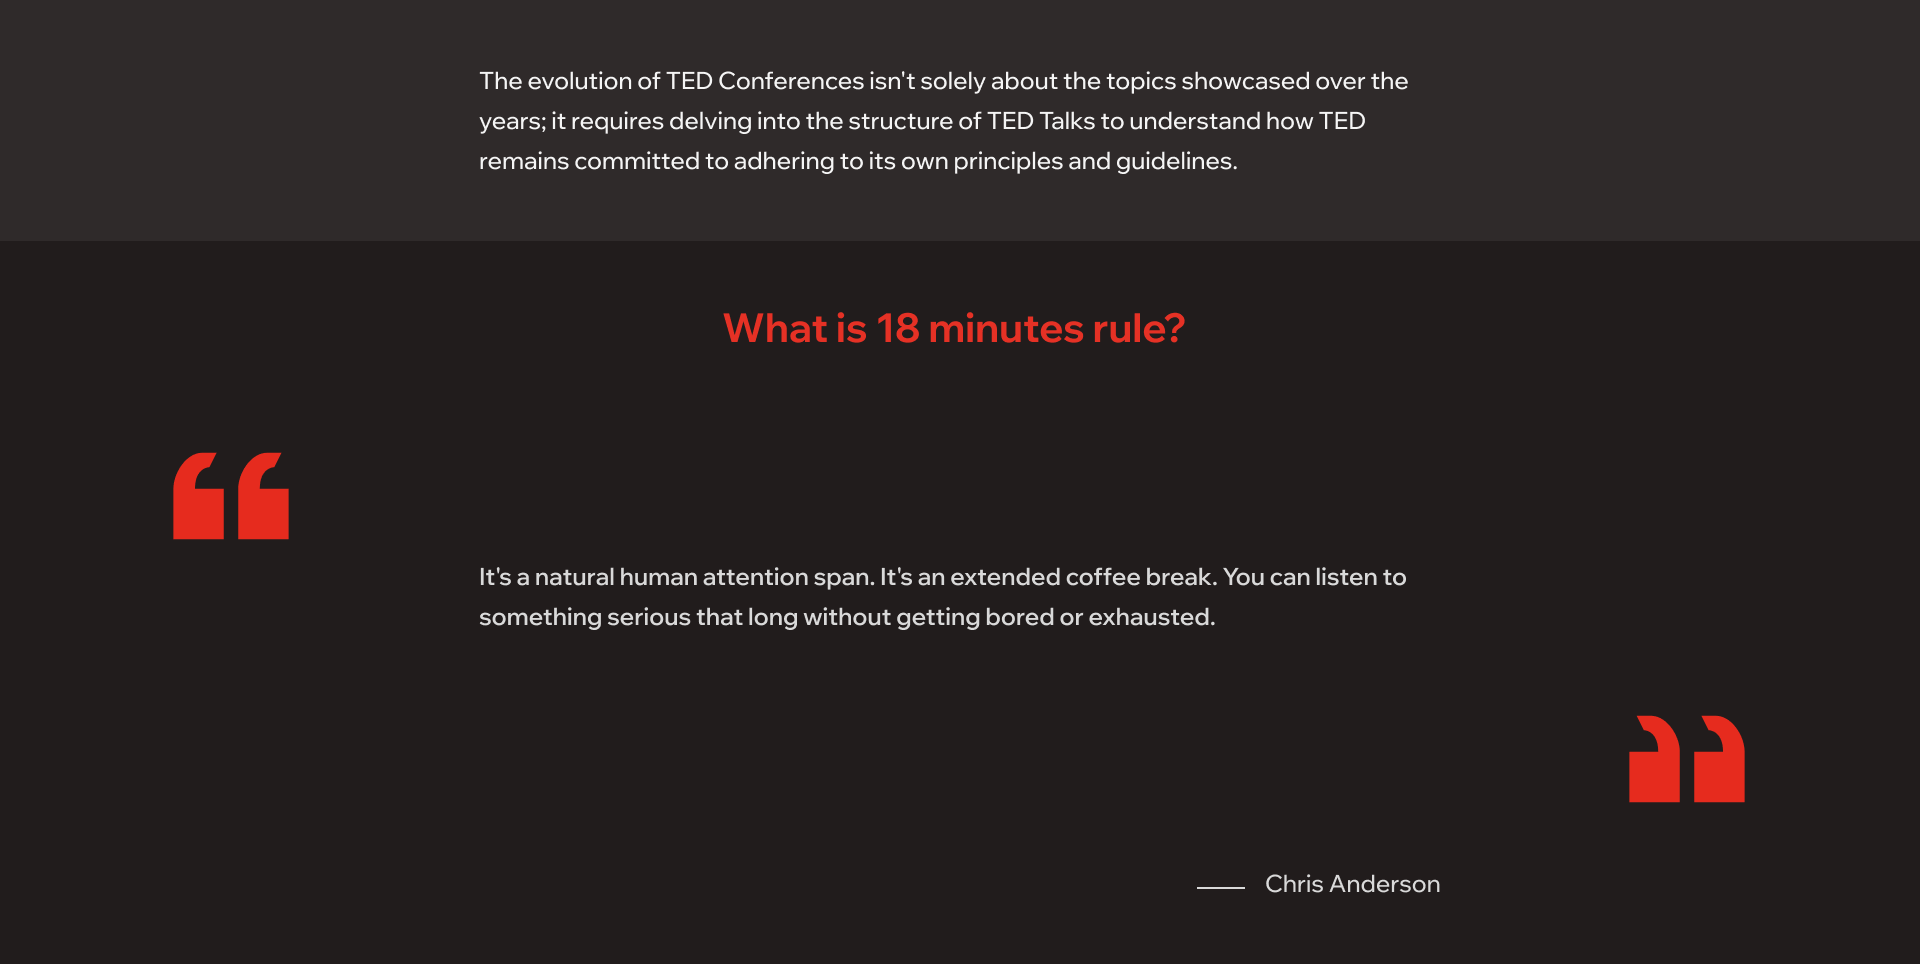 The evolution of TED Conferences isn't solely about the topics showcased over the
years; it requires delving into the structure of TED Talks to understand how TED
remains committed to adhering to its own principles and guidelines.
What is 18 minutes rule?
“
It's a natural human attention span. It's an extended coffee break. You can listen to
something serious that long without getting bored or exhausted.
”
— Chris Anderson